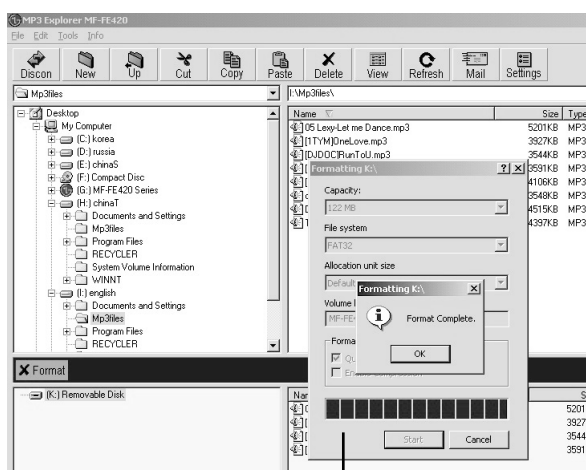 MP3 Explorer MF-FE420
File Edit Tools Info
Discon New Up Cut Copy Paste Delete View Refresh Mail Settings
Mp3files
I:\Mp3files\
Desktop
My Computer
(C:) korea
(D:) russia
(E:) chinaS
(F:) Compact Disc
(G:) MF-FE420 Series
(H:) chinaT
Documents and Settings
Mp3files
Program Files
RECYCLER
System Volume Information
WINNT
(I:) english
Documents and Settings
Mp3files
Program Files
RECYCLER
Name Size Type
05 Lexy-Let me Dance.mp3 5201KB MP3
[1TYM]OneLove.mp3 3927KB MP3
[DJDOC]RunToU.mp3 3544KB MP3
3591KB MP3
4106KB MP3
3548KB MP3
4515KB MP3
4397KB MP3
Formatting K:\
Capacity:
122 MB
File system
FAT32
Allocation unit size
Default
Volume
MF-FE
Forma
Formatting K:\
Format Complete.
OK
Start Cancel
Format
(K:) Removable Disk
Nar S
5201
3927
3544
3591